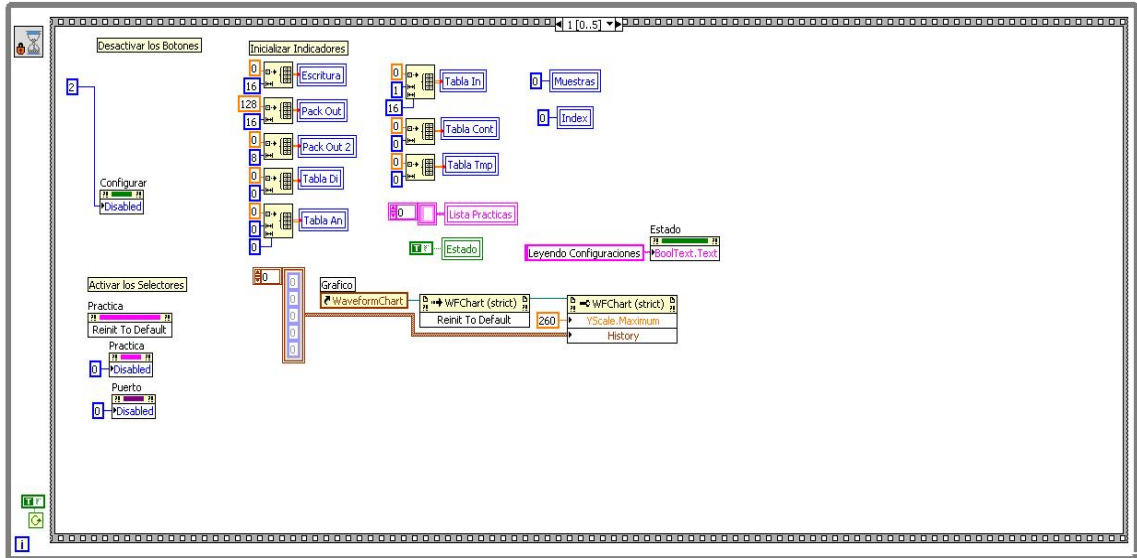 1 [0..5]
Desactivar los Botones
2
Configurar
Disabled
Inicializar Indicadores
0
16
Escritura
128
16
Pack Out
0
8
Pack Out 2
0
0
Tabla Di
0
0
0
Tabla An
0
1
16
Tabla In
0
0
Tabla Cont
0
0
Tabla Tmp
0
Lista Practicas
T F
Estado
0
Muestras
0
Index
Estado
Leyendo Configuraciones
BoolText.Text
Activar los Selectores
Practica
Reinit To Default
Practica
0
Disabled
Puerto
0
Disabled
0
0
0
0
0
0
Grafico
WaveformChart
WFChart (strict)
Reinit To Default
WFChart (strict)
260
YScale.Maximum
History
T F
i